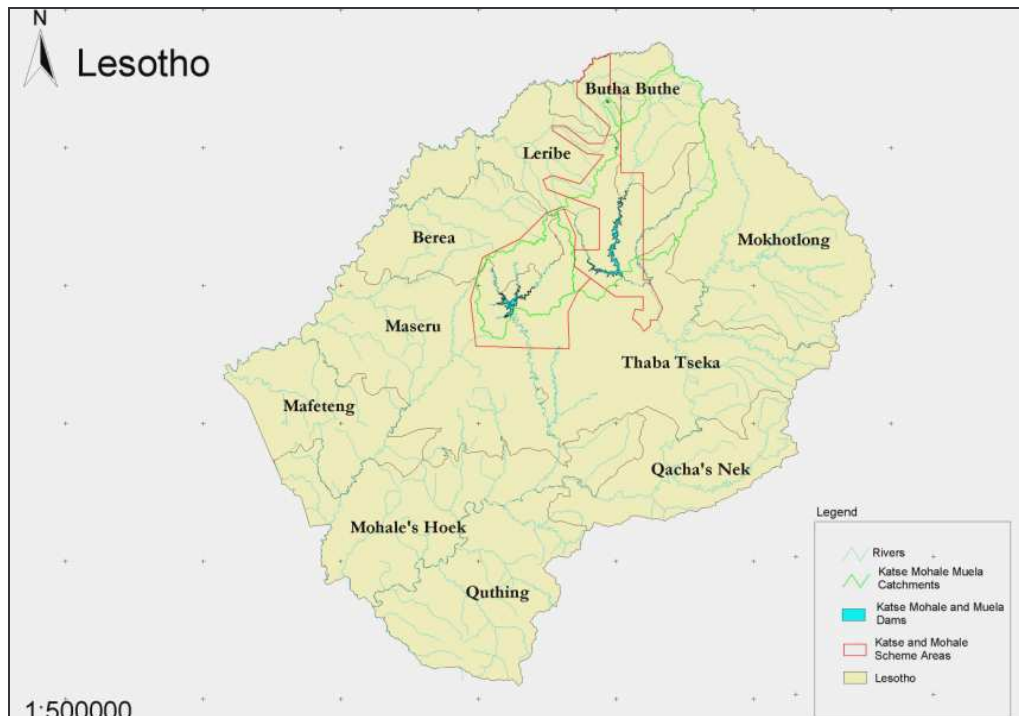 N
Lesotho
Butha Buthe
Leribe
Berea
Mokhotlong
Maseru
Thaba Tseka
Mafeteng
Qacha's Nek
Mohale's Hoek
Quthing
Legend
Rivers
Katse Mohale Muela
Catchments
Katse Mohale and Muela
Dams
Katse and Mohale
Scheme Areas
Lesotho
1:500000